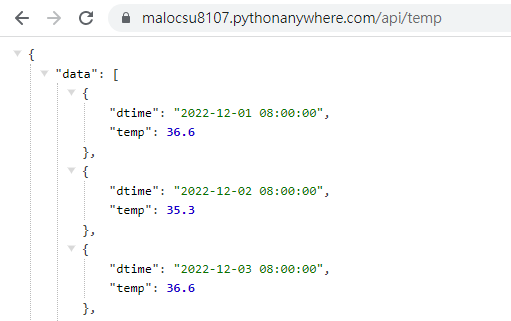 malocsu8107.pythonanywhere.com/api/temp
{
"data": [
{
"dtime": "2022-12-01 08:00:00",
"temp": 36.6
},
{
"dtime": "2022-12-02 08:00:00",
"temp": 35.3
},
{
"dtime": "2022-12-03 08:00:00",
"temp": 36.6
},